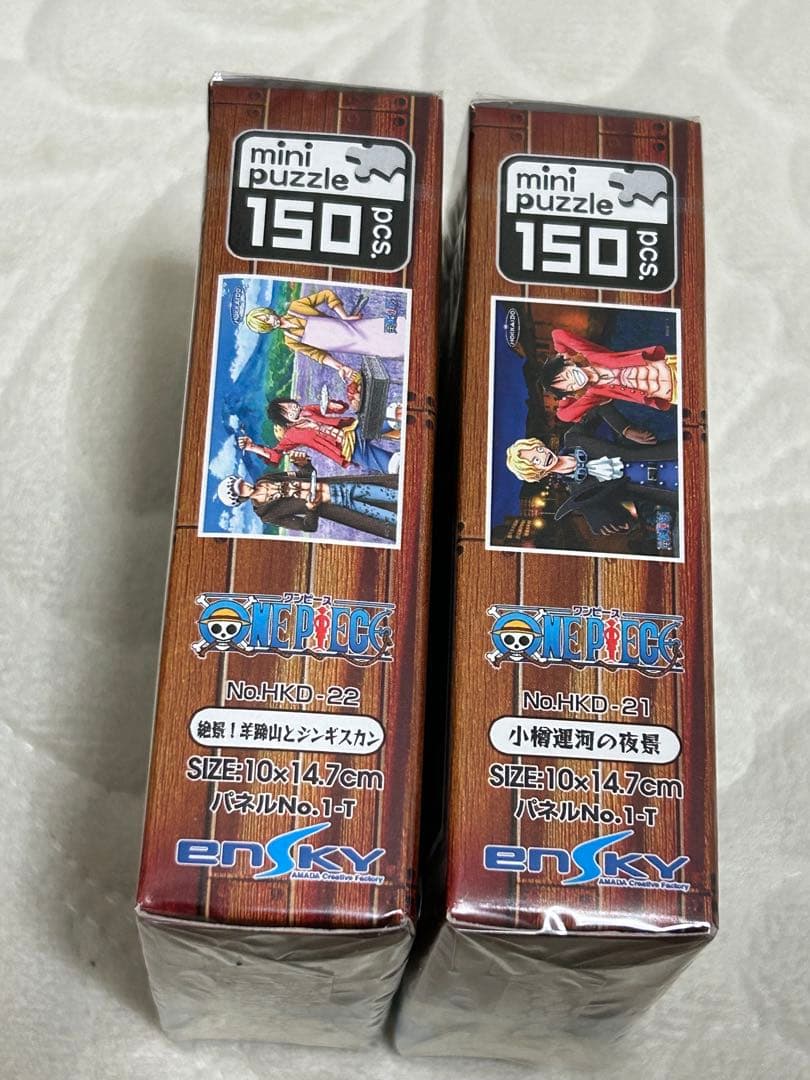 mini
puzzle
150
pcs.
HOKKAIDO
ワンピース
ONE PIECE
No.HKD-22
絶景!羊蹄山とジンギスカン
SIZE:10×14.7cm
パネルNo.1-T
ensky
AMADA Creative Factory
mini
puzzle
150
pcs.
HOKKAIDO
ワンピース
ONE PIECE
No.HKD-21
小樽運河の夜景
SIZE:10×14.7cm
パネルNo.1-T
ensky
AMADA Creative Factory